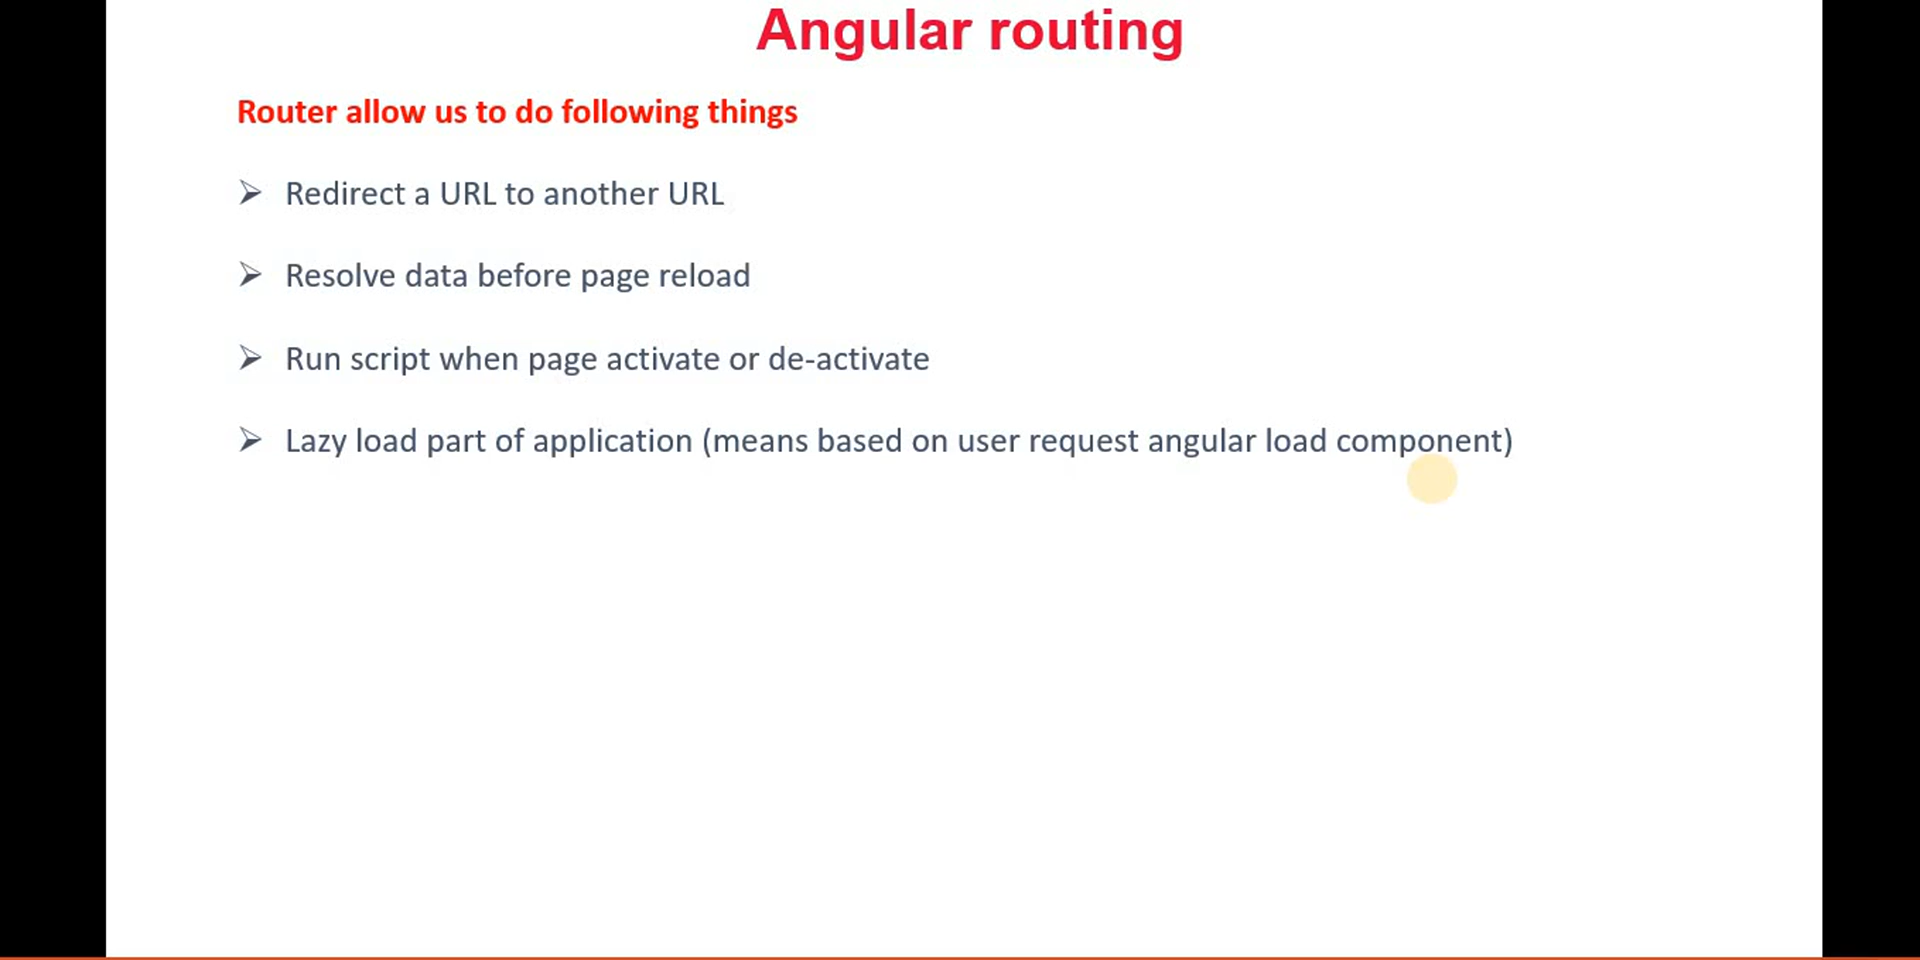 Angular routing
Router allow us to do following things
➢ Redirect a URL to another URL
➢ Resolve data before page reload
➢ Run script when page activate or de-activate
➢ Lazy load part of application (means based on user request angular load component)